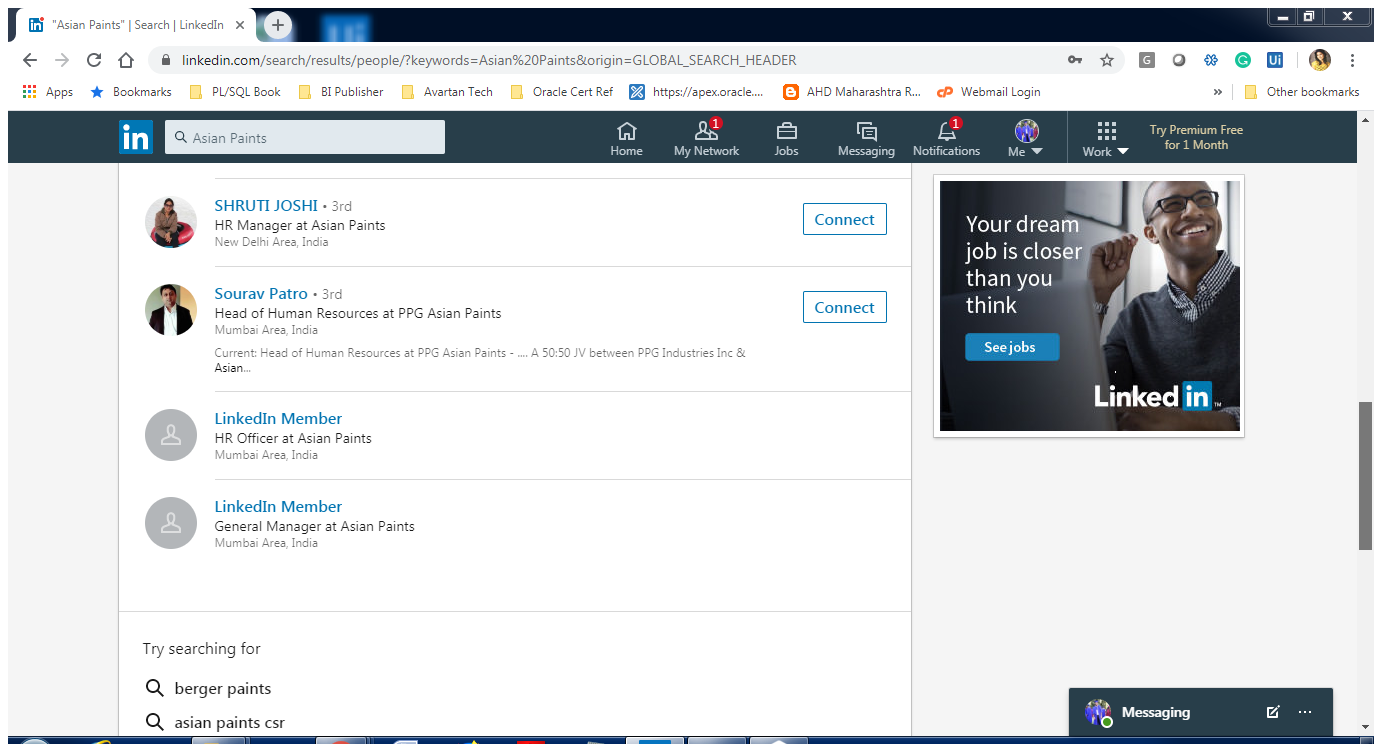 "Asian Paints" | Search | LinkedIn
linkedin.com/search/results/people/?keywords=Asian%20Paints&origin=GLOBAL_SEARCH_HEADER
G
G
Ui
Apps
Bookmarks
PL/SQL Book
BI Publisher
Avartan Tech
Oracle Cert Ref
https://apex.oracle....
AHD Maharashtra R...
Webmail Login
»
Other bookmarks
in
Asian Paints
Home
1
My Network
Jobs
Messaging
1
Notifications
Me
Work
Try Premium Free
for 1 Month
SHRUTI JOSHI • 3rd
HR Manager at Asian Paints
New Delhi Area, India
Connect
Sourav Patro • 3rd
Head of Human Resources at PPG Asian Paints
Mumbai Area, India
Current: Head of Human Resources at PPG Asian Paints - .... A 50:50 JV between PPG Industries Inc &
Asian...
Connect
LinkedIn Member
HR Officer at Asian Paints
Mumbai Area, India
LinkedIn Member
General Manager at Asian Paints
Mumbai Area, India
Try searching for
berger paints
asian paints csr
Your dream
job is closer
than you
think
See jobs
Linked in ™
Messaging